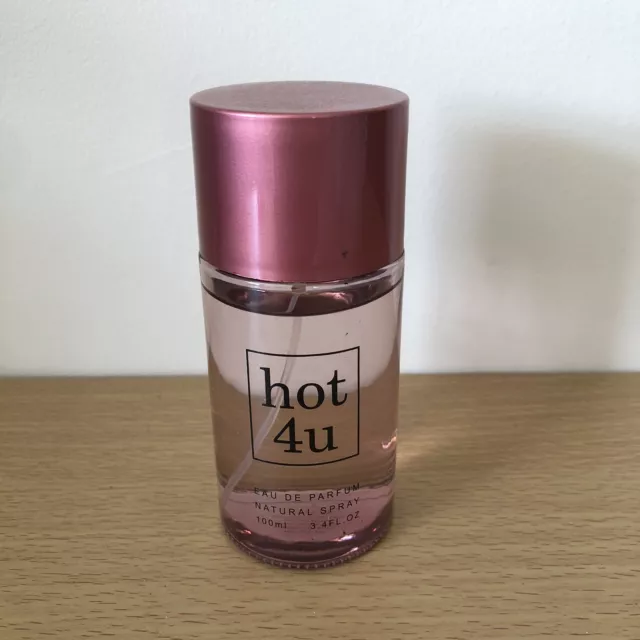 hot
4u
EAU DE PARFUM
NATURAL SPRAY
100ml 3.4FL.OZ